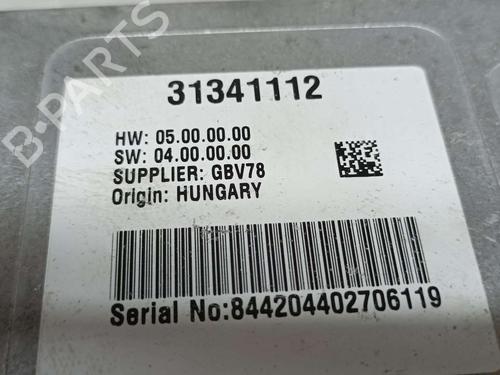 B-PARTS
31341112
HW: 05.00.00.00
SW: 04.00.00.00
SUPPLIER: GBV78
Origin: HUNGARY
Serial No:844204402706119